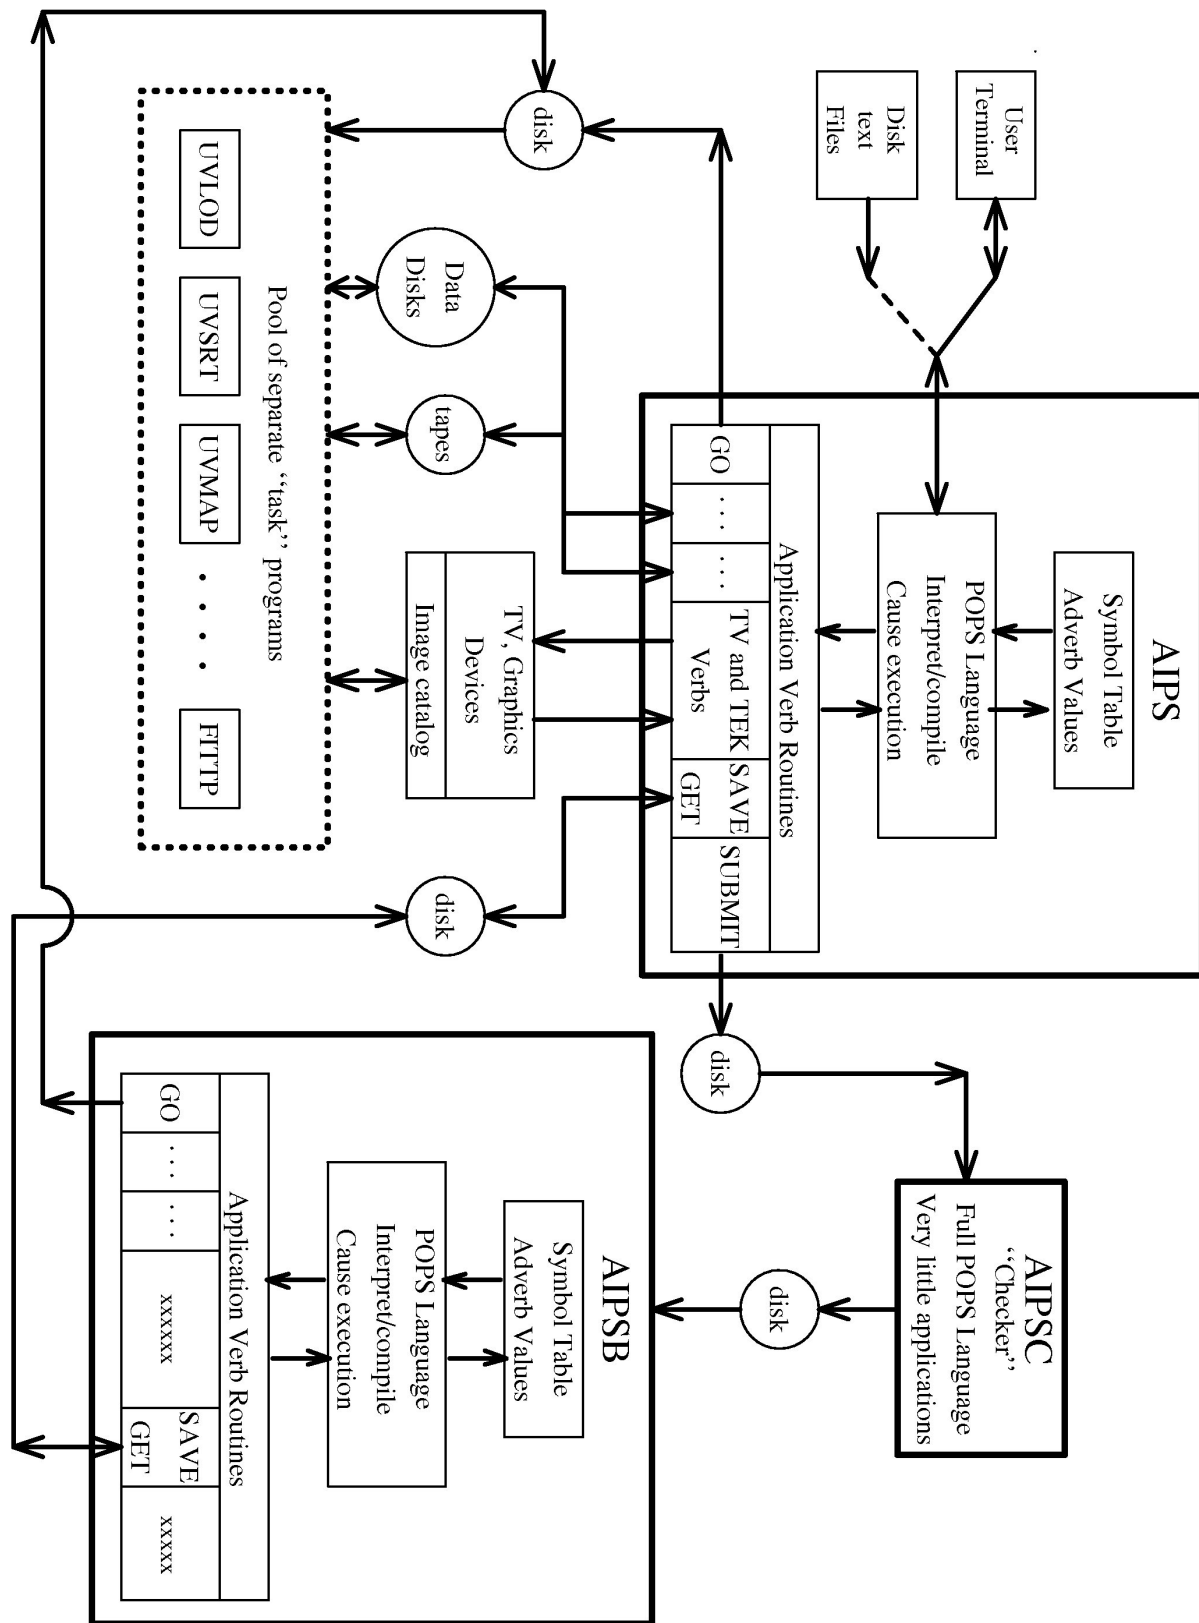 User
Terminal
Disk
text
Files
AIPS
Symbol Table
Adverb Values
POPS Language
Interpret/compile
Cause execution
Application Verb Routines
GO
. . . .
. . . .
TV and TEK
Verbs
SAVE
GET
SUBMIT
disk
Data
Disks
tapes
TV, Graphics
Devices
Image catalog
disk
Pool of separate “task” programs
UVLOD
UVSRT
UVMAP
. . . .
FITTP
disk
AIPSC
“Checker”
Full POPS Language
Very little applications
disk
AIPSB
Symbol Table
Adverb Values
POPS Language
Interpret/compile
Cause execution
Application Verb Routines
GO
. . . .
. . . .
xxxxx
SAVE
GET
xxxxx